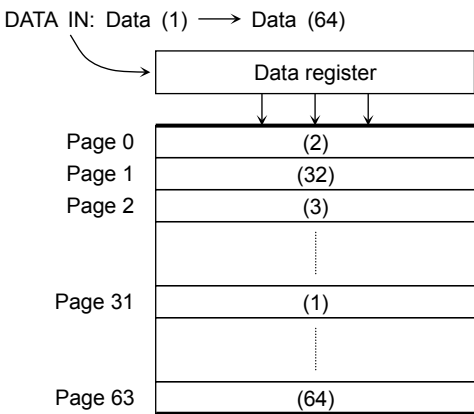 DATA IN: Data (1) ⟶ Data (64)
Data register
Page 0 (2)
Page 1 (32)
Page 2 (3)
Page 31 (1)
Page 63 (64)